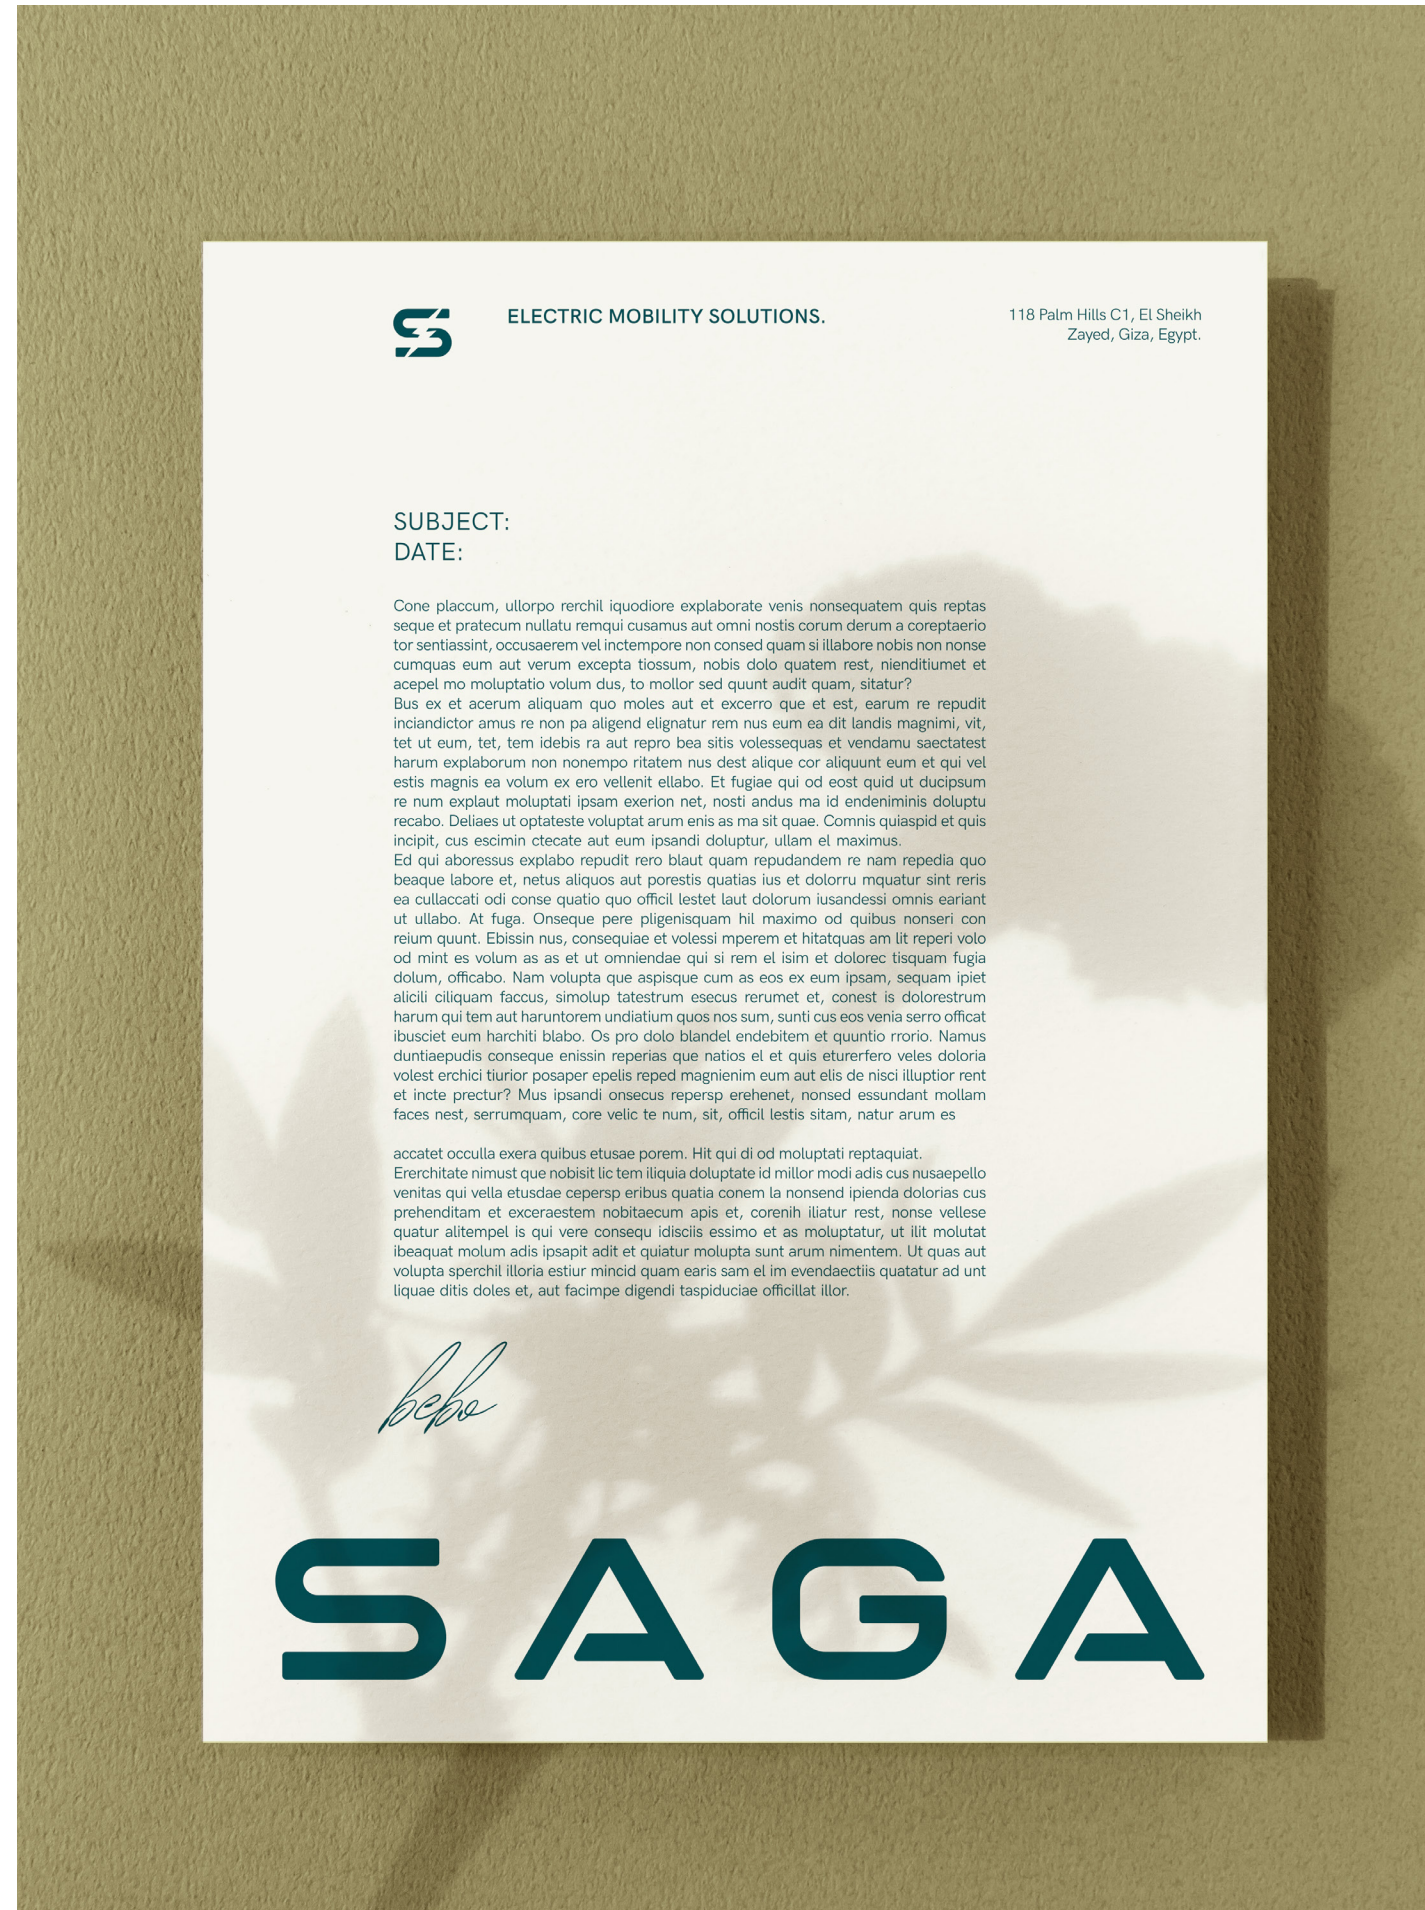 ELECTRIC MOBILITY SOLUTIONS.
118 Palm Hills C1, El Sheikh
Zayed, Giza, Egypt.
SUBJECT:
DATE:
Cone placcum, ullorpo rerchil iquodiore explaborate venis nonsequatem quis reptas
seque et pratecum nullatu remqui cusamus aut omni nostis corum derum a coreptaerio
tor sentiassint, occusaerem vel inctempore non consed quam si illabore nobis non nonse
cumquas eum aut verum excepta tiossum, nobis dolo quatem rest, nienditiumet et
acepel mo moluptatio volum dus, to mollor sed quunt audit quam, sitatur?
Bus ex et acerum aliquam quo moles aut et excerro que et est, earum re repudit
inciandictor amus re non pa aligend elignatur rem nus eum ea dit landis magnimi, vit,
tet ut eum, tet, tem idebis ra aut repro bea sitis volessequas et vendamu saectatest
harum explaborum non nonempo ritatem nus dest alique cor aliquunt eum et qui vel
estis magnis ea volum ex ero vellenit ellabo. Et fugiae qui od eost quid ut ducipsum
re num explaut moluptati ipsam exerion net, nosti andus ma id endeniminis doluptu
recabo. Deliaes ut optateste voluptat arum enis as ma sit quae. Comnis quiaspid et quis
incipit, cus escimin ctecate aut eum ipsandi doluptur, ullam el maximus.
Ed qui aboressus explabo repudit rero blaut quam repudandem re nam repedia quo
beaque labore et, netus aliquos aut porestis quatias ius et dolorru mquatur sint reris
ea cullaccati odi conse quatio quo officil lestet laut dolorum iusandessi omnis eariant
ut ullabo. At fuga. Onseque pere pligenisquam hil maximo od quibus nonseri con
reium quunt. Ebissin nus, consequiae et volessi mperem et hitatquas am lit reperi volo
od mint es volum as as et ut omniendae qui si rem el isim et dolorec tisquam fugia
dolum, officabo. Nam volupta que aspisque cum as eos ex eum ipsam, sequam ipiet
alicili ciliquam faccus, simolup tatestrum esecus rerumet et, conest is dolorestrum
harum qui tem aut haruntorem undiatium quos nos sum, sunti cus eos venia serro officat
ibusciet eum harchiti blabo. Os pro dolo blandel endebitem et quuntio rrorio. Namus
duntiaepudis conseque enissin reperias que natios el et quis eturerfero veles doloria
volest erchici tiurior posaper epelis reped magnienim eum aut elis de nisci illuptior rent
et incte prectur? Mus ipsandi onsecus repersp erehenet, nonsed essundant mollam
faces nest, serrumquam, core velic te num, sit, officil lestis sitam, natur arum es
accatet occulla exera quibus etusae porem. Hit qui di od moluptati reptaquiat.
Ererchitate nimust que nobisit lic tem iliquia doluptate id millor modi adis cus nusaepello
venitas qui vella etusdae cepersp eribus quatia conem la nonsend ipienda dolorias cus
prehenditam et exceraestem nobitaecum apis et, corenih iliatur rest, nonse vellese
quatur alitempel is qui vere consequ idisciis essimo et as moluptatur, ut ilit molutat
ibeaquat molum adis ipsapit adit et quiatur molupta sunt arum nimentem. Ut quas aut
volupta sperchil illoria estiur mincid quam earis sam el im evendaectiis quatatur ad unt
liquae ditis doles et, aut facimpe digendi taspiduciae officillat illor.
bebo
SAGA